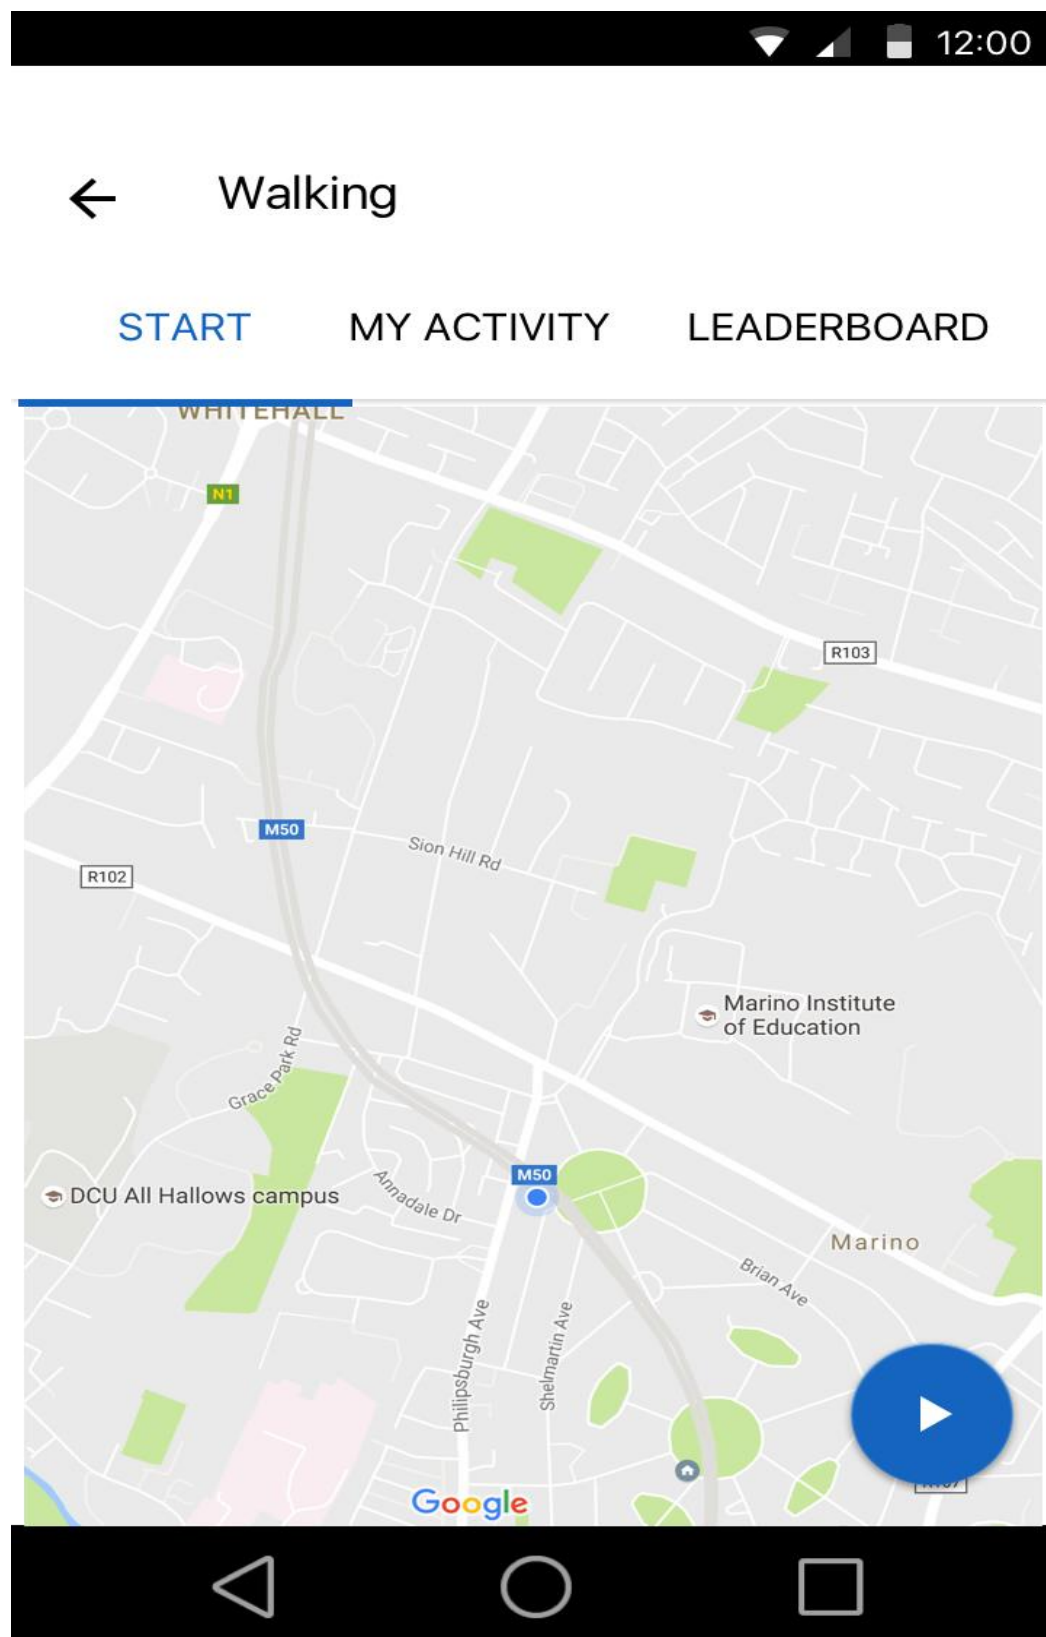 12:00
Walking
START MY ACTIVITY LEADERBOARD
WHITEHALL
N1
R103
M50
Sion Hill Rd
R102
Marino Institute
of Education
Grace Park Rd
M50
DCU All Hallows campus
Annadale Dr
Marino
Brian Ave
Philipsburgh Ave
Shelmartin Ave
Google